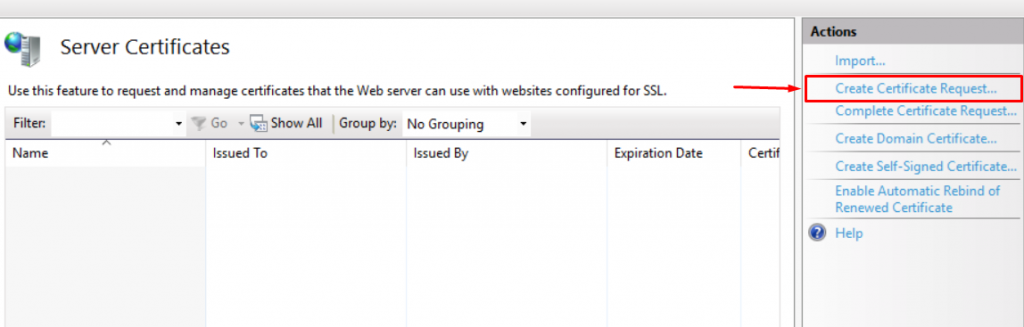 Server Certificates
Use this feature to request and manage certificates that the Web server can use with websites configured for SSL.
Filter: Go Show All Group by: No Grouping
Name Issued To Issued By Expiration Date Certif
Actions
Import...
Create Certificate Request...
Complete Certificate Request...
Create Domain Certificate...
Create Self-Signed Certificate...
Enable Automatic Rebind of
Renewed Certificate
Help